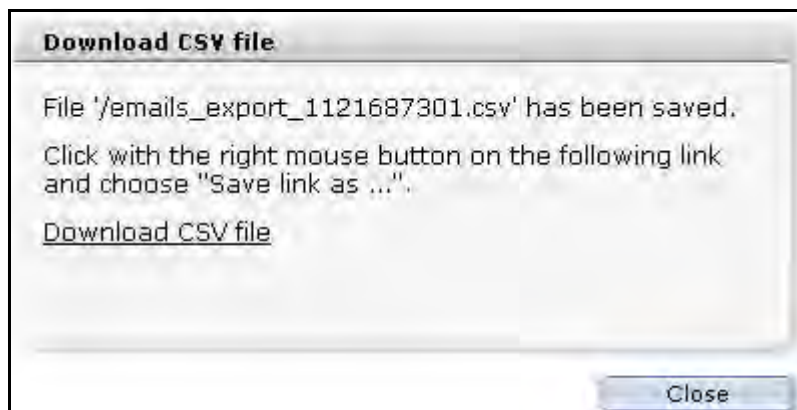 Download CSV file
File '/emails_export_1121687301.csv' has been saved.
Click with the right mouse button on the following link
and choose "Save link as ...".
Download CSV file
Close